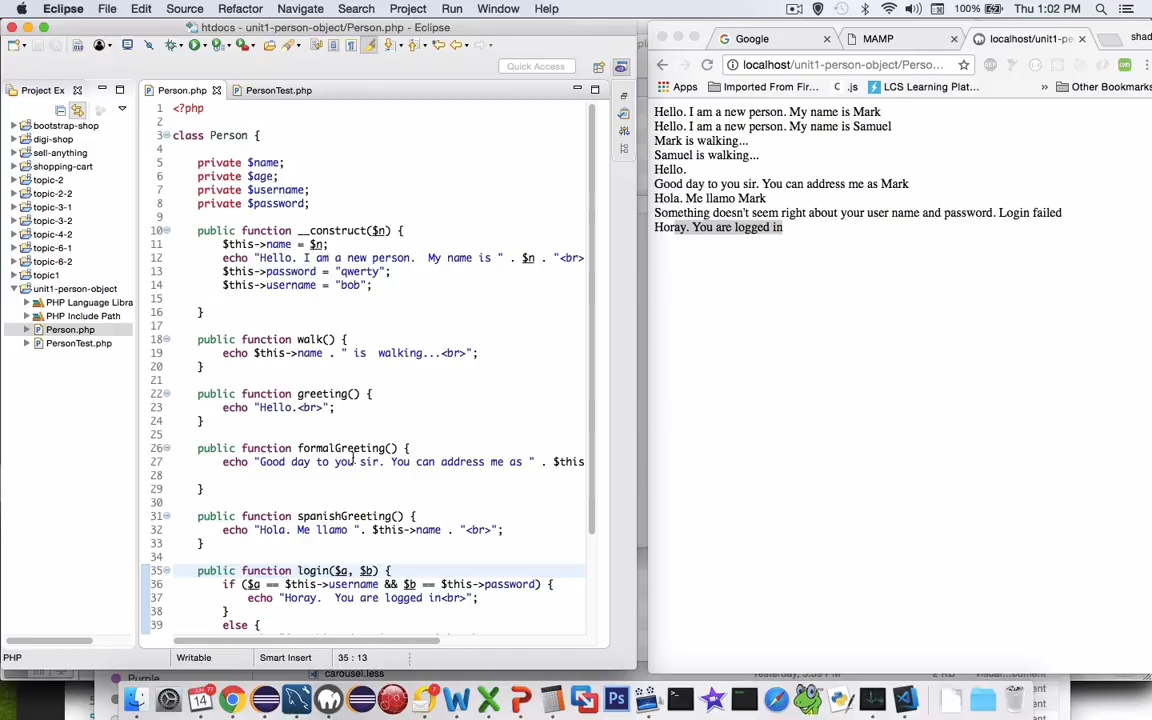 Eclipse File Edit Source Refactor Navigate Search Project Run Window Help 100% Thu 1:02 PM
htdocs - unit1-person-object/Person.php - Eclipse
Quick Access
Project Ex
bootstrap-shop
digi-shop
sell-anything
shopping-cart
topic-2
topic-2-2
topic-3-1
topic-3-2
topic-4-1
topic-6-1
topic-6-2
topic1
unit1-person-object
PHP Language Libra
PHP Include Path
Person.php
PersonTest.php
Person.php PersonTest.php
1 <?php
2
3 class Person {
4
5 private $name;
6 private $age;
7 private $username;
8 private $password;
9
10 public function __construct($n) {
11 $this->name = $n;
12 echo "Hello. I am a new person.  My name is " . $n . "<br>
13 $this->password = "qwerty";
14 $this->username = "bob";
15
16 }
17
18 public function walk() {
19 echo $this->name . " is  walking...<br>";
20 }
21
22 public function greeting() {
23 echo "Hello.<br>";
24 }
25
26 public function formalGreeting() {
27 echo "Good day to you sir. You can address me as " . $this
28
29 }
30
31 public function spanishGreeting() {
32 echo "Hola. Me llamo ". $this->name . "<br>";
33 }
34
35 public function login($a, $b) {
36 if ($a == $this->username && $b == $this->password) {
37 echo "Horay.  You are logged in<br>";
38 }
39 else {
PHP Writable Smart Insert 35 : 13
Google MAMP localhost/unit1-pe shad
localhost/unit1-person-object/Perso...
Apps Imported From Fir... .js LCS Learning Plat... » Other Bookmarks
Hello. I am a new person. My name is Mark
Hello. I am a new person. My name is Samuel
Mark is walking...
Samuel is walking...
Hello.
Good day to you sir. You can address me as Mark
Hola. Me llamo Mark
Something doesn't seem right about your user name and password. Login failed
Horay. You are logged in
Purple
carousel.less